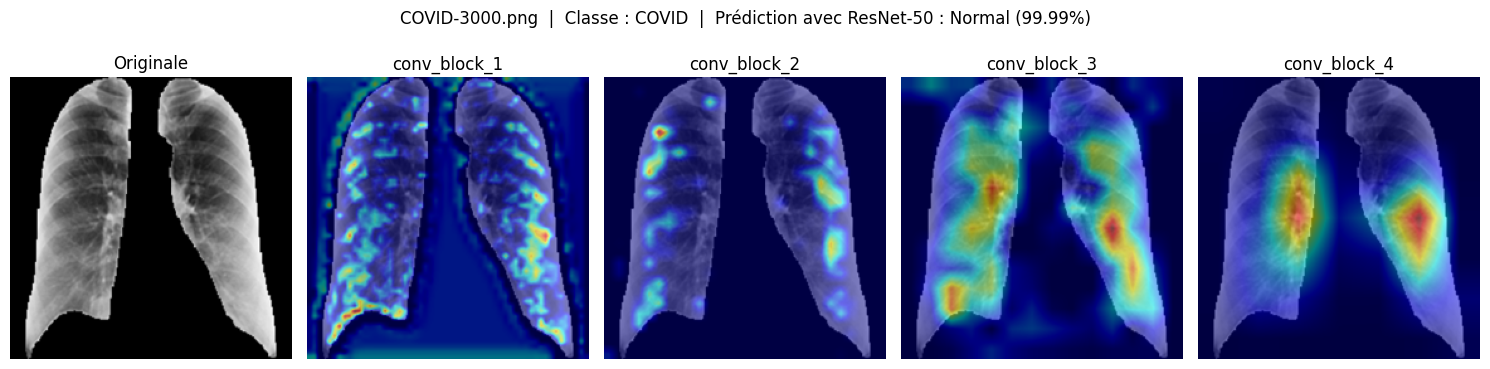 COVID-3000.png | Classe : COVID | Prédiction avec ResNet-50 : Normal (99.99%)
Originale
conv_block_1
conv_block_2
conv_block_3
conv_block_4